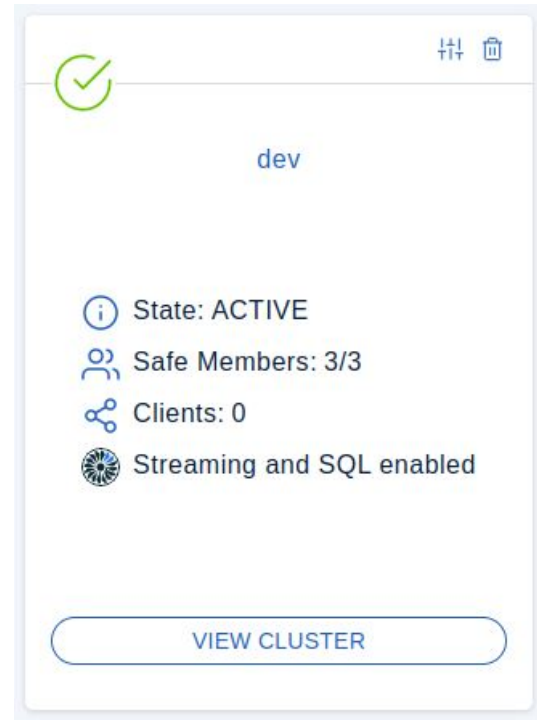 dev
State: ACTIVE
Safe Members: 3/3
Clients: 0
Streaming and SQL enabled
VIEW CLUSTER